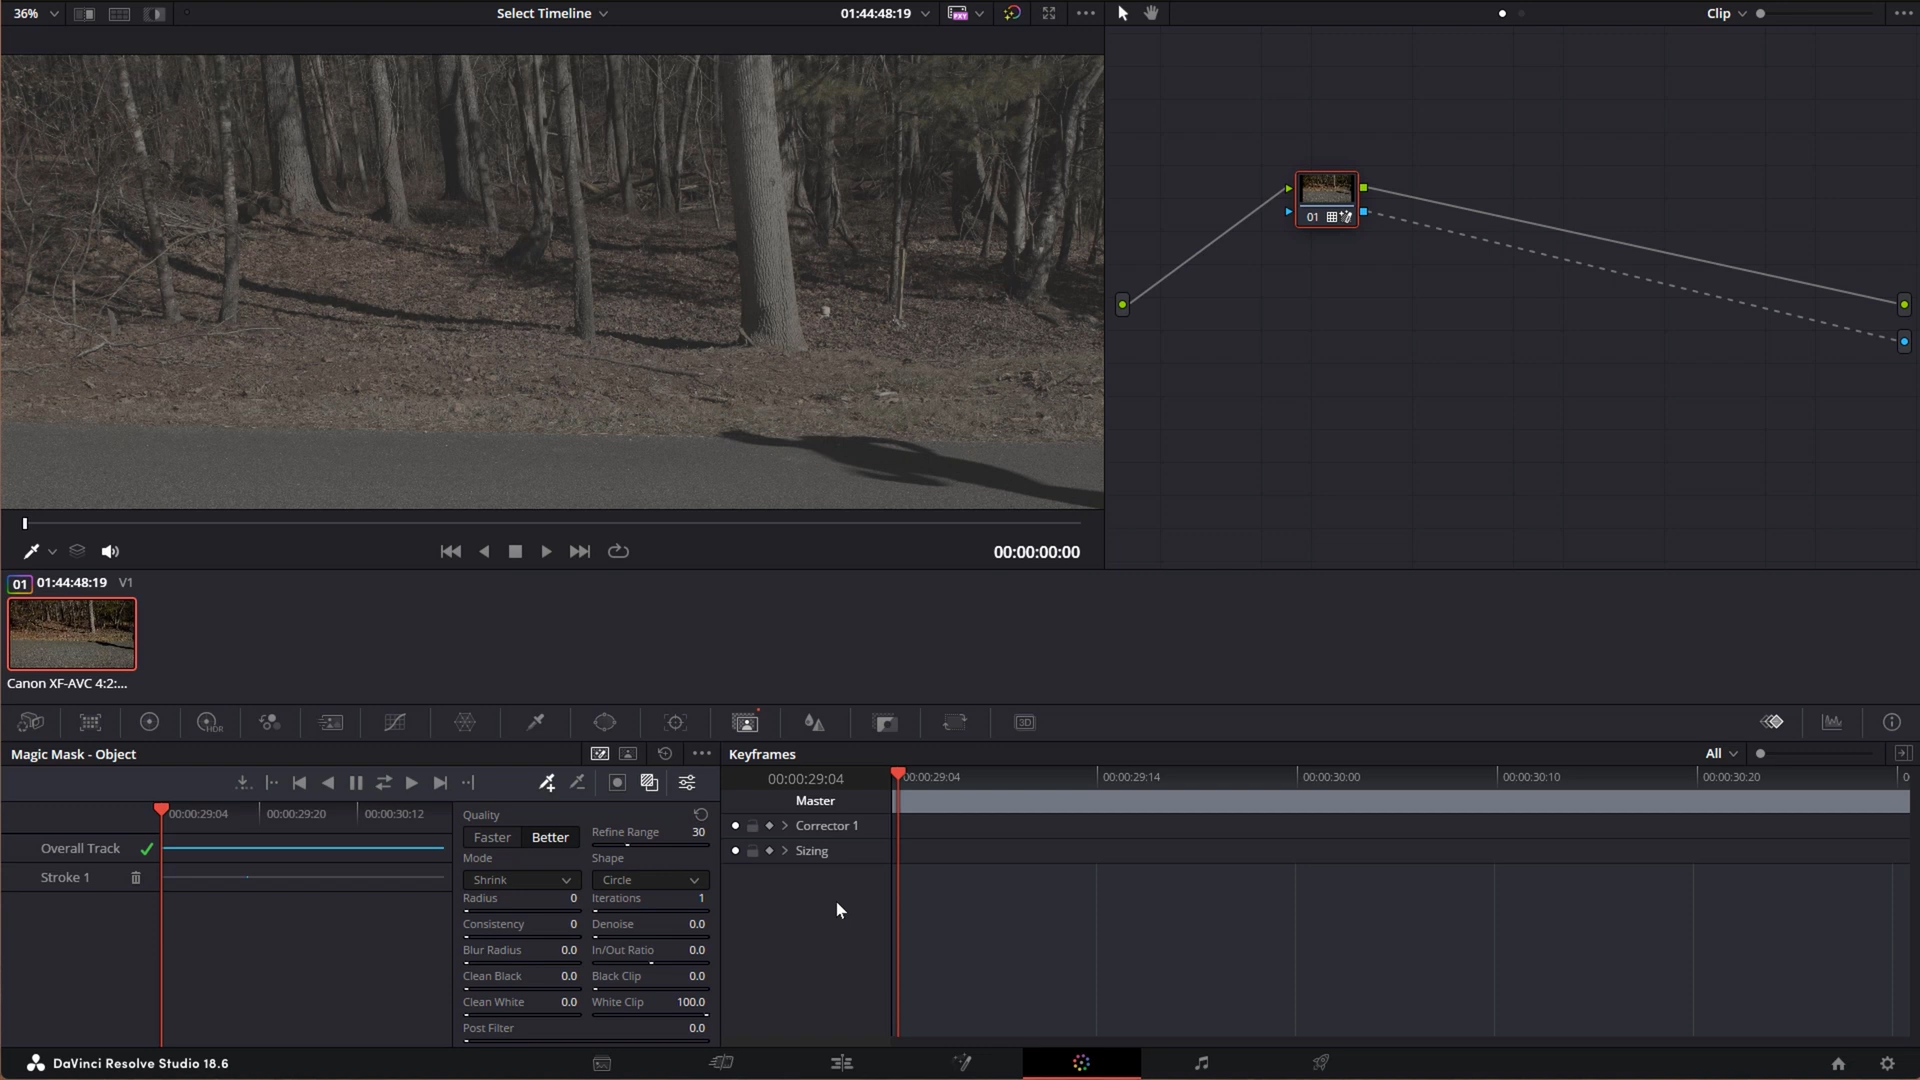 36%
Select Timeline
01:44:48:19
Clip
01
00:00:00:00
01 01:44:48:19 V1
Canon XF-AVC 4:2:...
HDR
3D
Magic Mask - Object
Keyframes
All
00:00:29:04
00:00:29:04
00:00:29:14
00:00:30:00
00:00:30:10
00:00:30:20
0
Master
Corrector 1
Sizing
00:00:29:04
00:00:29:20
00:00:30:12
Overall Track
Stroke 1
Quality
Faster Better
Refine Range 30
Mode
Shape
Shrink
Circle
Radius 0
Iterations 1
Consistency 0
Denoise 0.0
Blur Radius 0.0
In/Out Ratio 0.0
Clean Black 0.0
Black Clip 0.0
Clean White 0.0
White Clip 100.0
Post Filter 0.0
DaVinci Resolve Studio 18.6